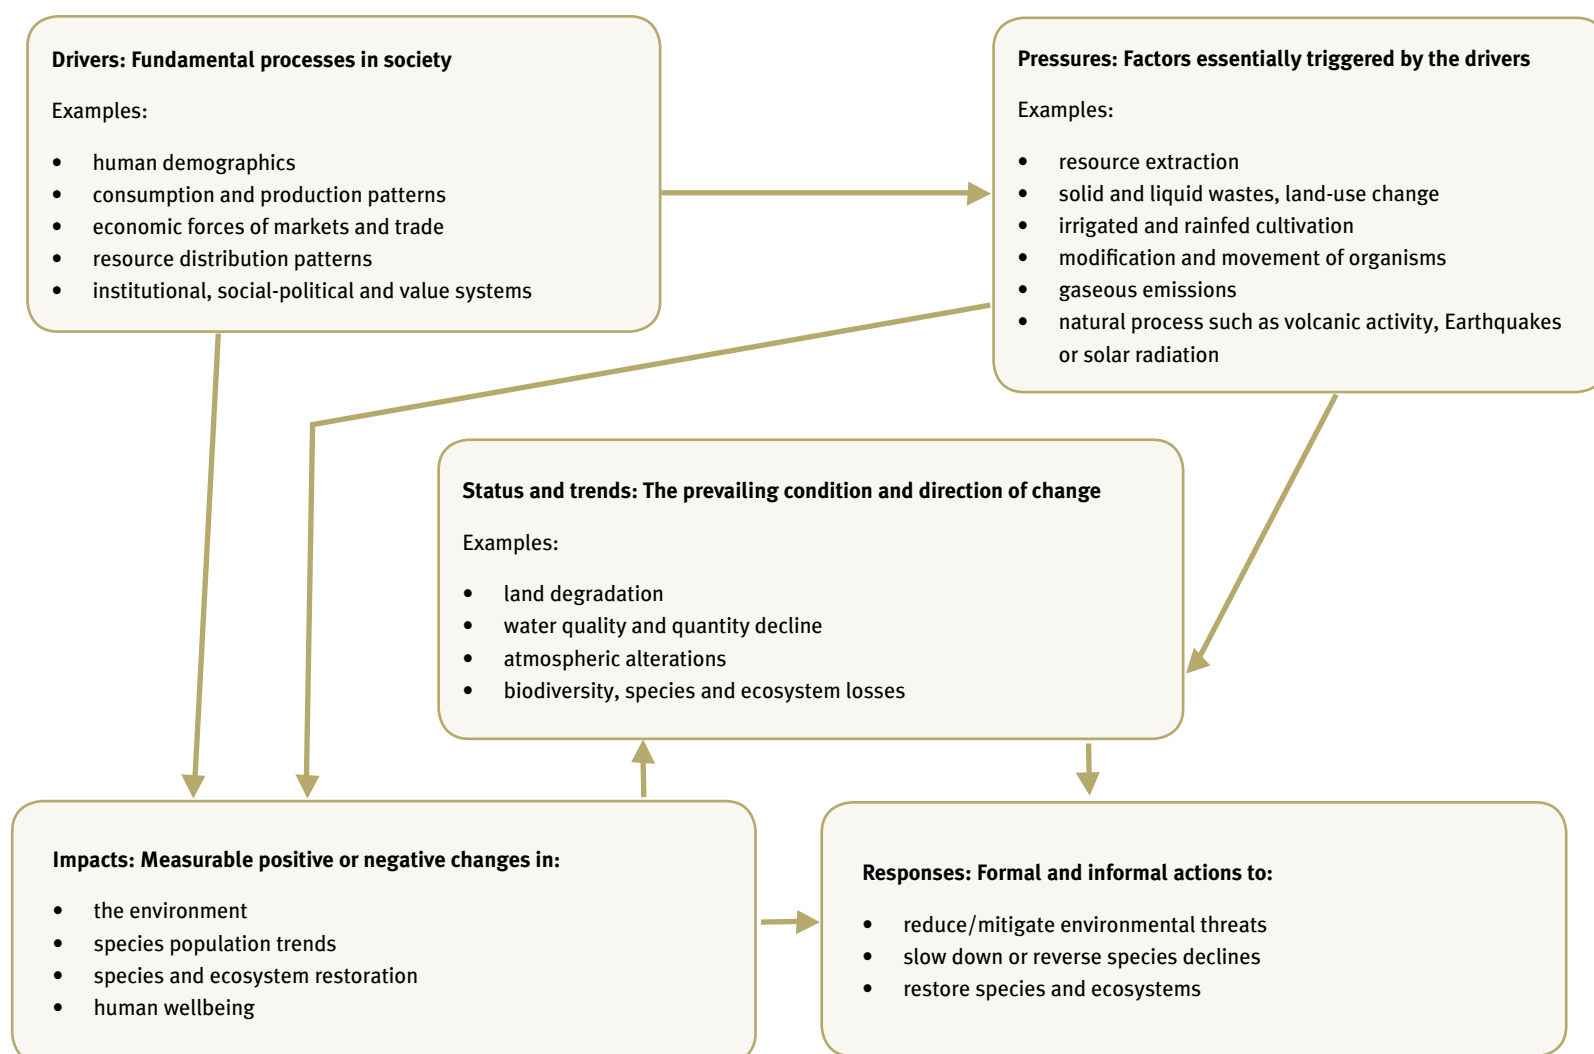 Drivers: Fundamental processes in society
Examples:
• human demographics
• consumption and production patterns
• economic forces of markets and trade
• resource distribution patterns
• institutional, social-political and value systems
Pressures: Factors essentially triggered by the drivers
Examples:
• resource extraction
• solid and liquid wastes, land-use change
• irrigated and rainfed cultivation
• modification and movement of organisms
• gaseous emissions
• natural process such as volcanic activity, Earthquakes
or solar radiation
Status and trends: The prevailing condition and direction of change
Examples:
• land degradation
• water quality and quantity decline
• atmospheric alterations
• biodiversity, species and ecosystem losses
Impacts: Measurable positive or negative changes in:
• the environment
• species population trends
• species and ecosystem restoration
• human wellbeing
Responses: Formal and informal actions to:
• reduce/mitigate environmental threats
• slow down or reverse species declines
• restore species and ecosystems